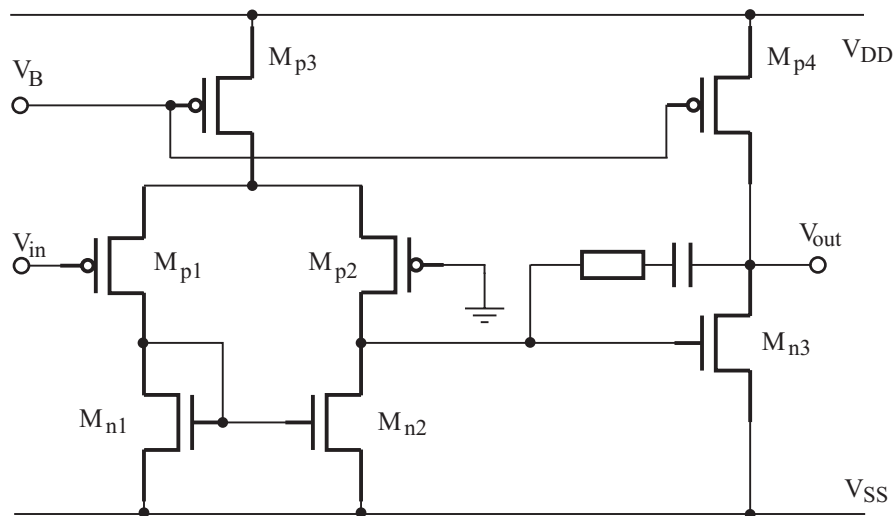 M_p3
M_p4
V_DD
V_B
V_in
V_out
M_p1
M_p2
M_n3
M_n1
M_n2
V_SS